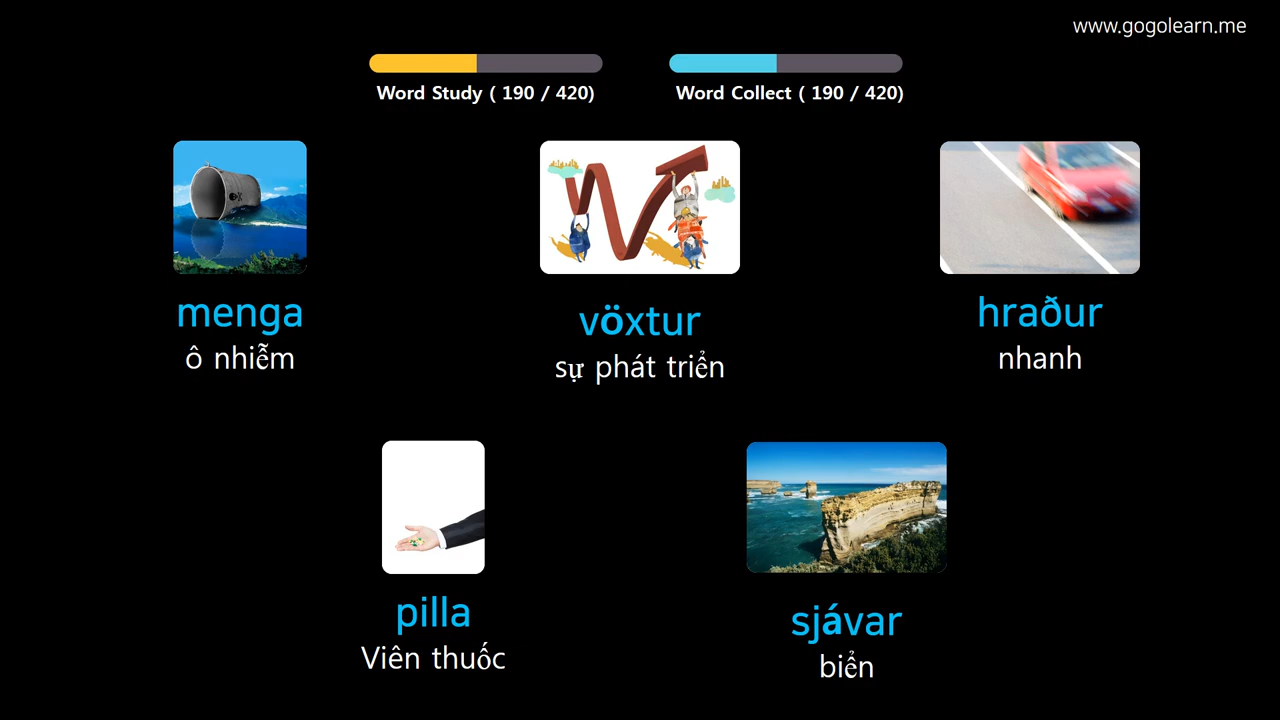 www.gogolearn.me
Word Study ( 190 / 420)
Word Collect ( 190 / 420)
menga
ô nhiễm
vöxtur
sự phát triển
hraður
nhanh
pilla
Viên thuốc
sjávar
biển